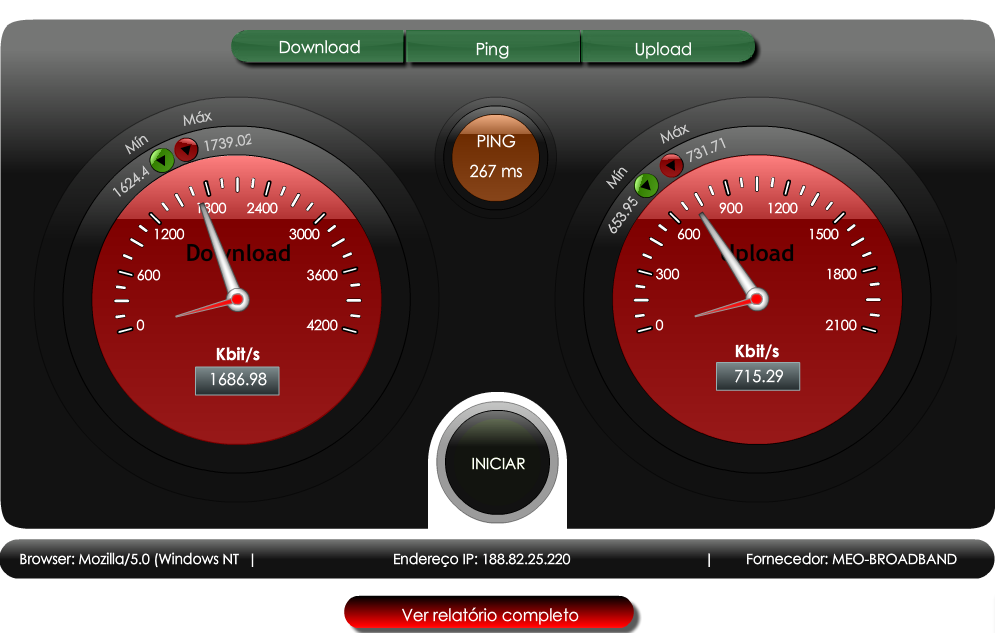 Download
Ping
Upload
Mín
Máx
1624.4
1739.02
0
600
1200
2400
3000
3600
4200
Download
Kbit/s
1686.98
PING
267 ms
Mín
Máx
653.95
731.71
0
300
600
900
1200
1500
1800
2100
Upload
Kbit/s
715.29
INICIAR
Browser: Mozilla/5.0 (Windows NT |
Endereço IP: 188.82.25.220
| Fornecedor: MEO-BROADBAND
Ver relatório completo